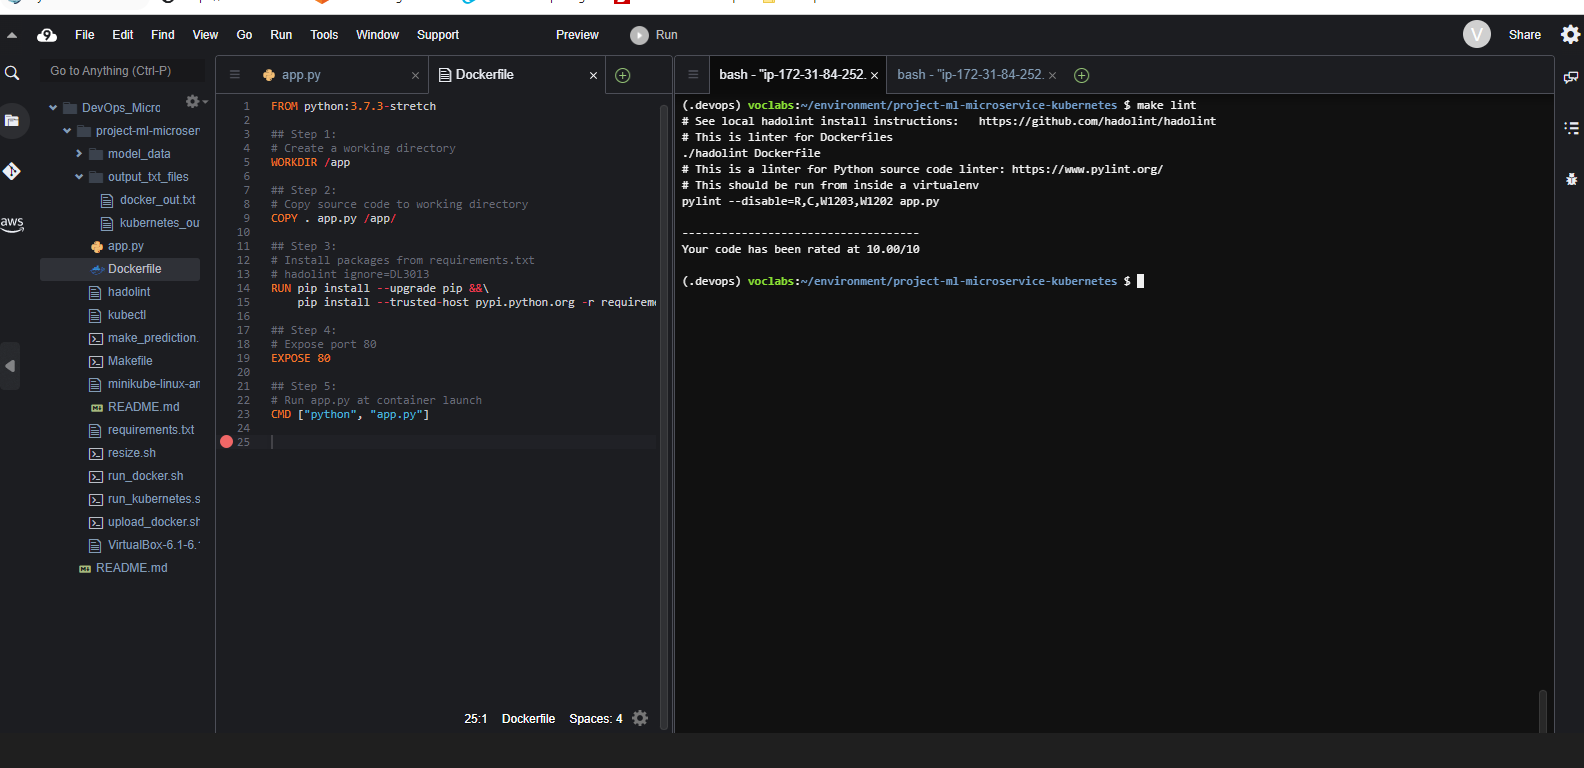 File Edit Find View Go Run Tools Window Support Preview Run V Share
Go to Anything (Ctrl-P)
DevOps_Micro
project-ml-microser
model_data
output_txt_files
docker_out.txt
kubernetes_ou
app.py
Dockerfile
hadolint
kubectl
make_prediction.
Makefile
minikube-linux-am
README.md
requirements.txt
resize.sh
run_docker.sh
run_kubernetes.s
upload_docker.sh
VirtualBox-6.1-6.
README.md
aws
app.py
Dockerfile
1 FROM python:3.7.3-stretch
2
3 ## Step 1:
4 # Create a working directory
5 WORKDIR /app
6
7 ## Step 2:
8 # Copy source code to working directory
9 COPY . app.py /app/
10
11 ## Step 3:
12 # Install packages from requirements.txt
13 # hadolint ignore=DL3013
14 RUN pip install --upgrade pip &&\
15 pip install --trusted-host pypi.python.org -r requirem
16
17 ## Step 4:
18 # Expose port 80
19 EXPOSE 80
20
21 ## Step 5:
22 # Run app.py at container launch
23 CMD ["python", "app.py"]
24
25
25:1 Dockerfile Spaces: 4
bash - "ip-172-31-84-252.
bash - "ip-172-31-84-252.
(.devops) voclabs:~/environment/project-ml-microservice-kubernetes $ make lint
# See local hadolint install instructions: https://github.com/hadolint/hadolint
# This is linter for Dockerfiles
./hadolint Dockerfile
# This is a linter for Python source code linter: https://www.pylint.org/
# This should be run from inside a virtualenv
pylint --disable=R,C,W1203,W1202 app.py
------------------------------------
Your code has been rated at 10.00/10
(.devops) voclabs:~/environment/project-ml-microservice-kubernetes $